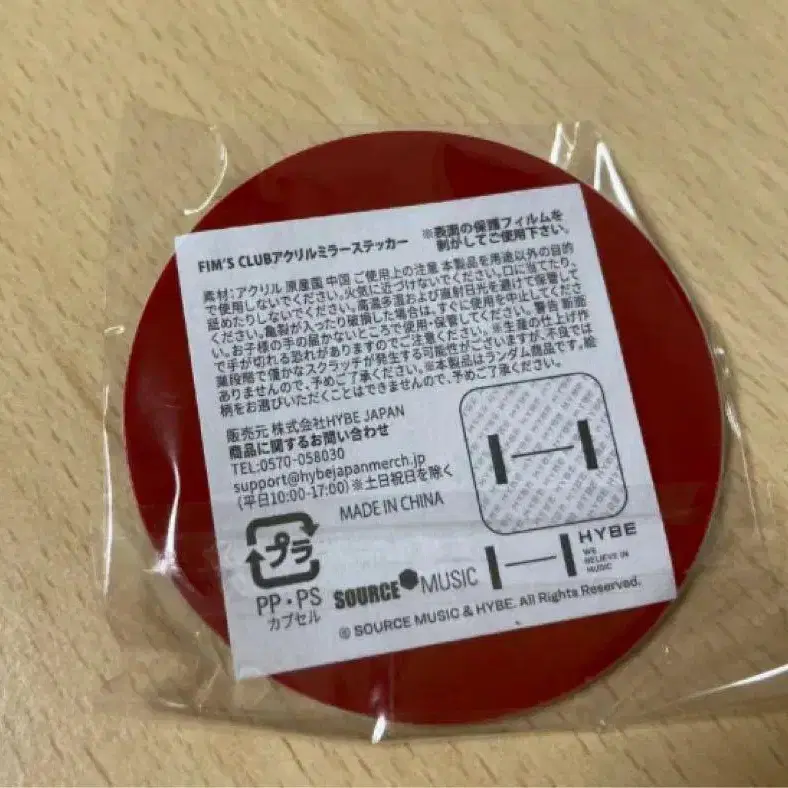 FIM'S CLUBアクリルミラーステッカー
※表面の保護フィルムを
剥がしてご使用下さい。
素材:アクリル 原産国 中国 ご使用上の注意 本製品を用途以外の目的
で使用しないでください。火気に近づけないでください。口に当てたり、
舐めたりしないでください。高温多湿および直射日光を避けて保管して
ください。亀裂が入ったり破損した場合は、すぐに使用を中止してくださ
い。お子様の手の届かないところで使用・保管してください。警告 断面
で手が切れる恐れがありますのでご注意ください。※生産の仕上げ作
業段階で僅かなスクラッチが発生する可能性がございますが、不良では
ありませんので、予めご了承ください。※本製品はランダム商品です。絵
柄をお選びいただくことはできませんので、予めご了承ください。
販売元 株式会社HYBE JAPAN
商品に関するお問い合わせ
TEL:0570-058030
support@hybejapanmerch.jp
(平日10:00-17:00)※土日祝日を除く
MADE IN CHINA
プラ
PP・PS
カプセル
SOURCE MUSIC
HYBE
WE
BELIEVE IN
MUSIC
© SOURCE MUSIC & HYBE. All Rights Reserved.